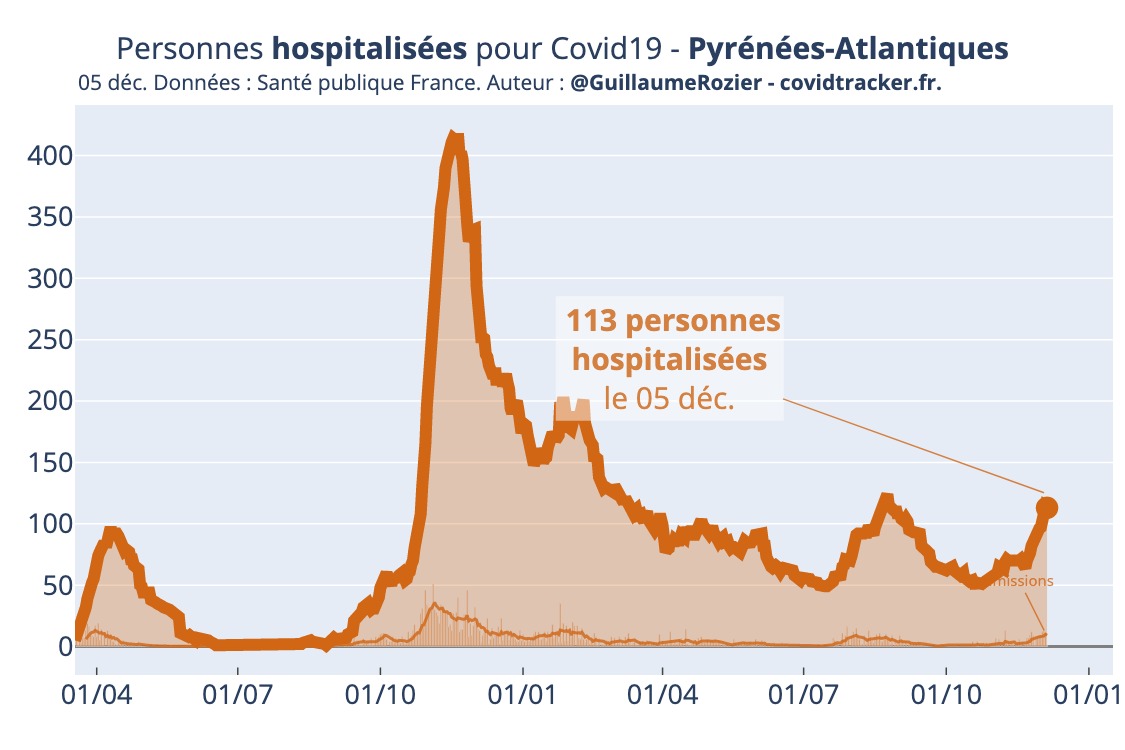 Personnes hospitalisées pour Covid19 - Pyrénées-Atlantiques
05 déc. Données : Santé publique France. Auteur : @GuillaumeRozier - covidtracker.fr.
400
350
300
250
200
150
100
50
0
113 personnes
hospitalisées
le 05 déc.
missions
01/04 01/07 01/10 01/01 01/04 01/07 01/10 01/01